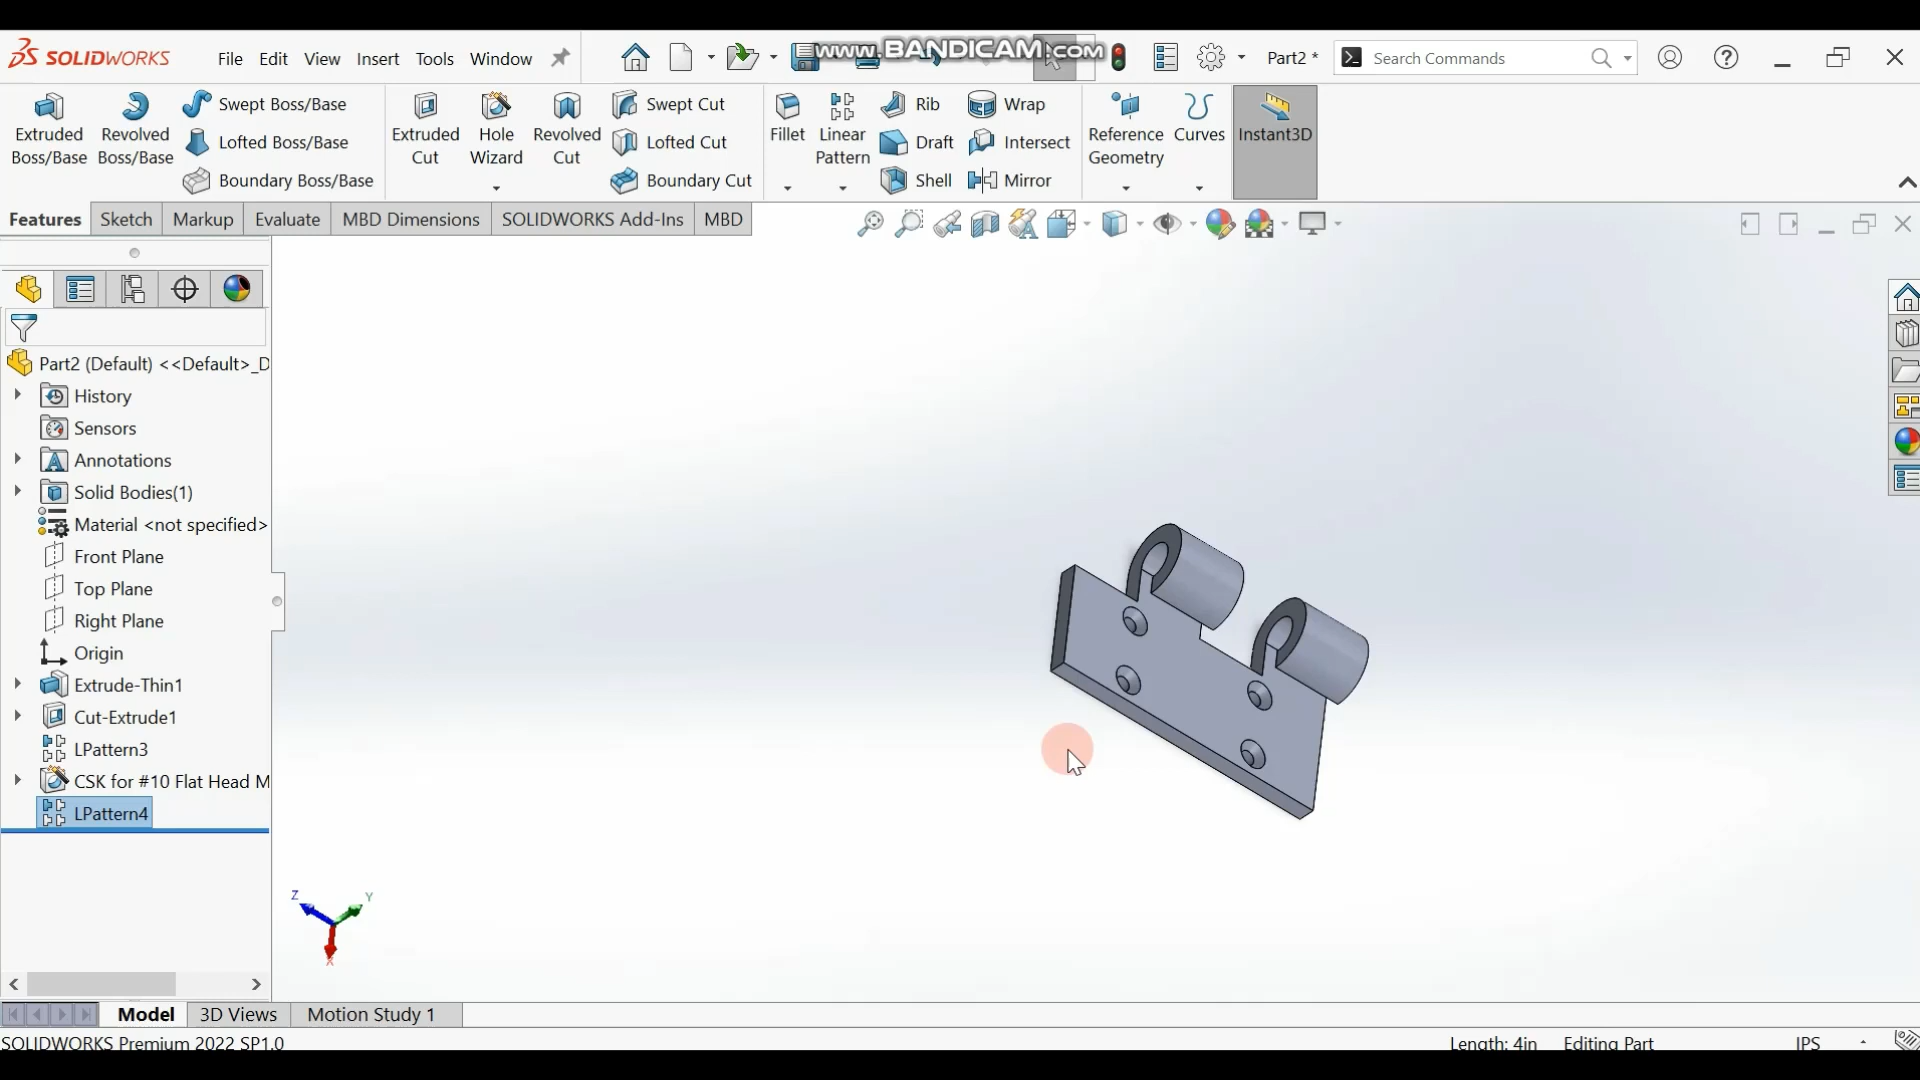 SOLIDWORKS File Edit View Insert Tools Window www.BANDICAM.com Part2 * Search Commands
Extruded Boss/Base
Revolved Boss/Base
Swept Boss/Base
Lofted Boss/Base
Boundary Boss/Base
Extruded Cut
Hole Wizard
Revolved Cut
Swept Cut
Lofted Cut
Boundary Cut
Fillet
Linear Pattern
Rib
Draft
Shell
Wrap
Intersect
Mirror
Reference Geometry
Curves
Instant3D
Features Sketch Markup Evaluate MBD Dimensions SOLIDWORKS Add-Ins MBD
Part2 (Default) <<Default>_D
History
Sensors
Annotations
Solid Bodies(1)
Material <not specified>
Front Plane
Top Plane
Right Plane
Origin
Extrude-Thin1
Cut-Extrude1
LPattern3
CSK for #10 Flat Head M
LPattern4
Z Y
X
Model 3D Views Motion Study 1
SOLIDWORKS Premium 2022 SP1.0 Length: 4in Editing Part IPS